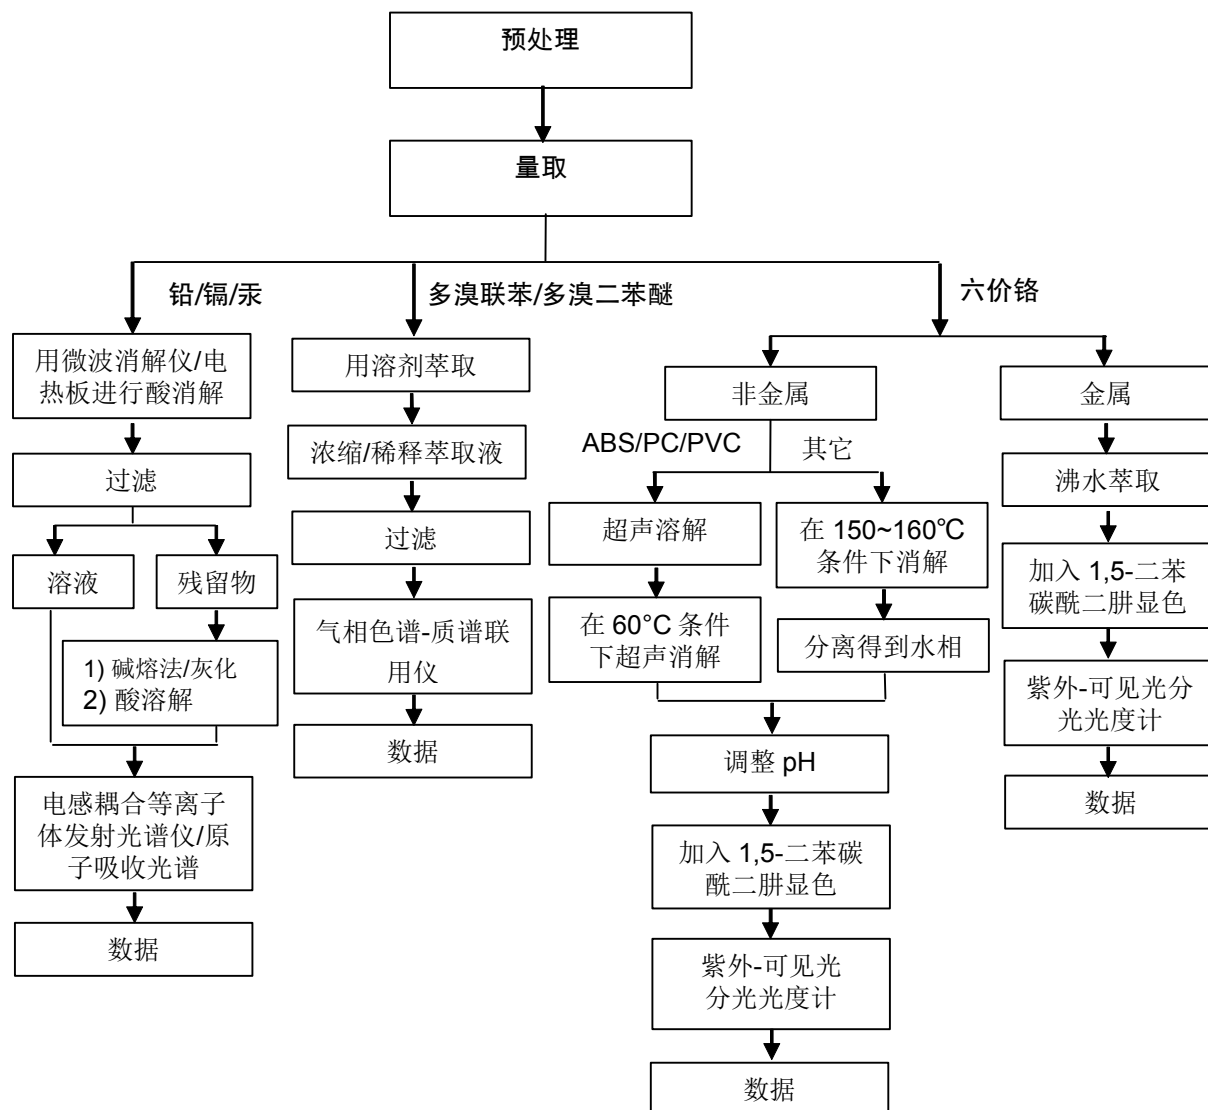 预处理
量取
铅/镉/汞
多溴联苯/多溴二苯醚
六价铬
用微波消解仪/电
热板进行酸消解
过滤
溶液
残留物
1) 碱熔法/灰化
2) 酸溶解
电感耦合等离子
体发射光谱仪/原
子吸收光谱
数据
用溶剂萃取
浓缩/稀释萃取液
过滤
气相色谱-质谱联
用仪
数据
非金属
ABS/PC/PVC
其它
超声溶解
在 60°C 条件
下超声消解
在 150~160℃
条件下消解
分离得到水相
调整 pH
加入 1,5-二苯碳
酰二肼显色
紫外-可见光
分光光度计
数据
金属
沸水萃取
加入 1,5-二苯
碳酰二肼显色
紫外-可见光分
光光度计
数据